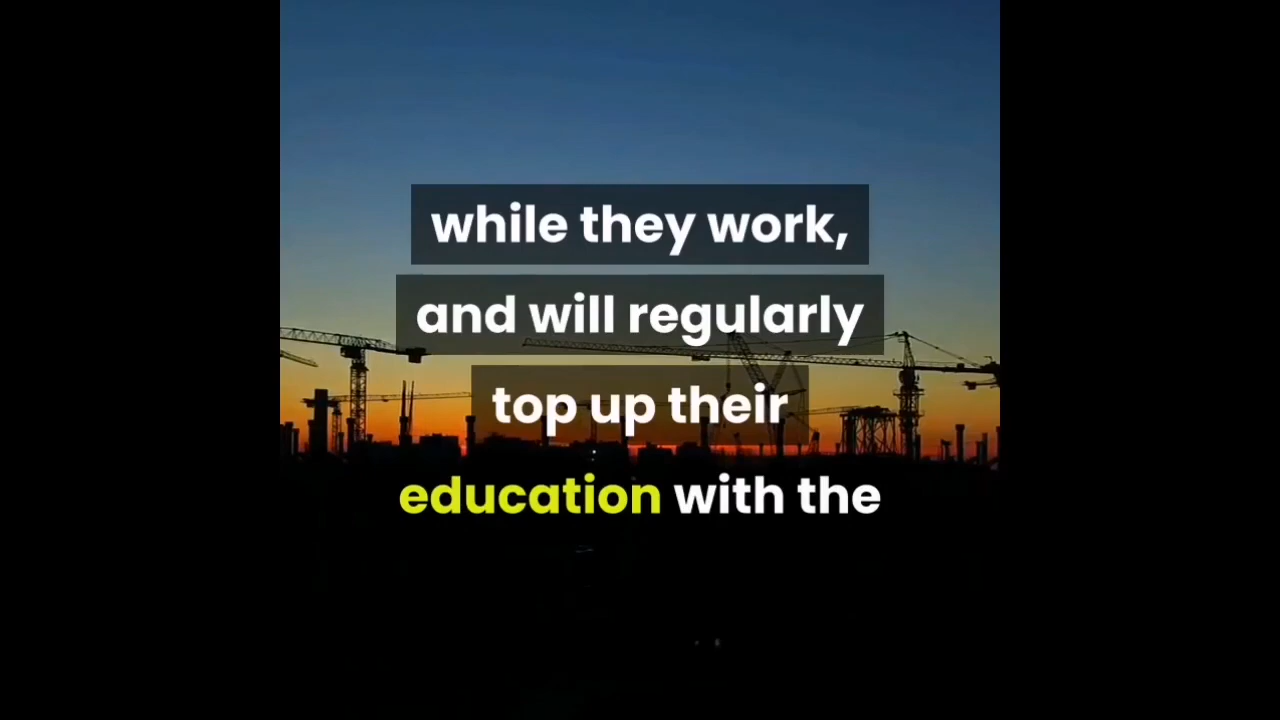 while they work,
and will regularly
top up their
education with the